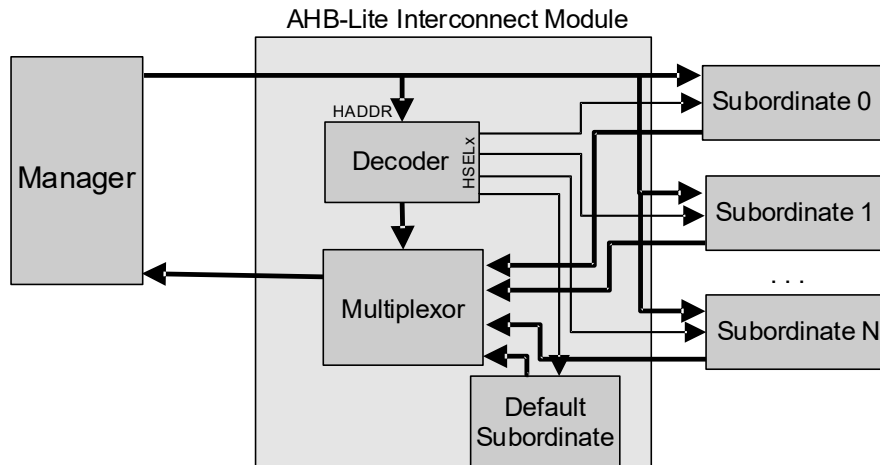 AHB-Lite Interconnect Module
Manager
HADDR
Decoder
HSELx
Multiplexor
Default
Subordinate
Subordinate 0
Subordinate 1
. . .
Subordinate N